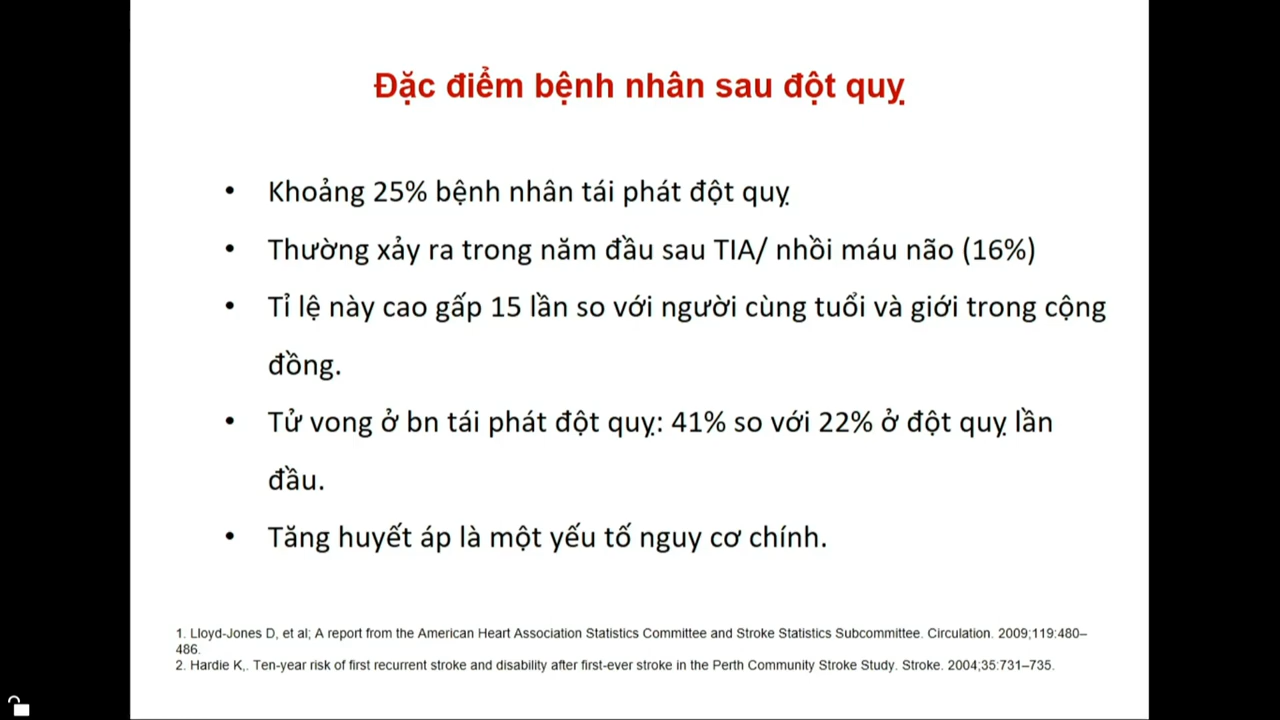 Đặc điểm bệnh nhân sau đột quỵ
• Khoảng 25% bệnh nhân tái phát đột quỵ
• Thường xảy ra trong năm đầu sau TIA/ nhồi máu não (16%)
• Tỉ lệ này cao gấp 15 lần so với người cùng tuổi và giới trong cộng
đồng.
• Tử vong ở bn tái phát đột quỵ: 41% so với 22% ở đột quỵ lần
đầu.
• Tăng huyết áp là một yếu tố nguy cơ chính.
1. Lloyd-Jones D, et al; A report from the American Heart Association Statistics Committee and Stroke Statistics Subcommittee. Circulation. 2009;119:480–
486.
2. Hardie K,. Ten-year risk of first recurrent stroke and disability after first-ever stroke in the Perth Community Stroke Study. Stroke. 2004;35:731–735.